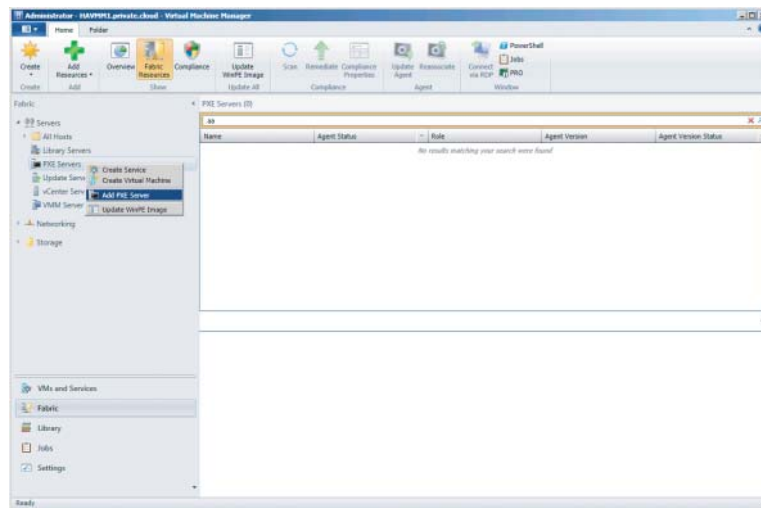 Administrator - HAVMM1.private.cloud - Virtual Machine Manager
Home Folder
Create
Add Resources
Overview
Fabric Resources
Compliance
Update WinPE Image
Scan
Remediate
Compliance Properties
Update Agent
Reassociate
Connect via RDP
PowerShell
Jobs
PRO
Create Add Show Update All Compliance Agent Window
Fabric
PXE Servers (0)
Servers
All Hosts
Library Servers
PXE Servers
Update Serve
vCenter Serv
VMM Server
Networking
Storage
Create Service
Create Virtual Machine
Add PXE Server
Update WinPE Image
aa
Name Agent Status Role Agent Version Agent Version Status
No results matching your search were found
VMs and Services
Fabric
Library
Jobs
Settings
Ready